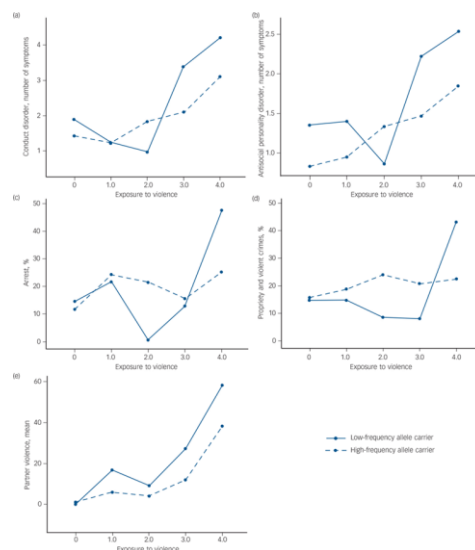 (a)
Conduct disorder, number of symptoms
4
3
2
1
0 1.0 2.0 3.0 4.0
Exposure to violence
(b)
Antisocial personality disorder, number of symptoms
2.5
2.0
1.5
1.0
0 1.0 2.0 3.0 4.0
Exposure to violence
(c)
Arrest, %
50
40
30
20
10
0
0 1.0 2.0 3.0 4.0
Exposure to violence
(d)
Propriety and violent crimes, %
50
40
30
20
10
0
0 1.0 2.0 3.0 4.0
Exposure to violence
(e)
Partner violence, mean
60
40
20
0
0 1.0 2.0 3.0 4.0
Exposure to violence
Low-frequency allele carrier
High-frequency allele carrier